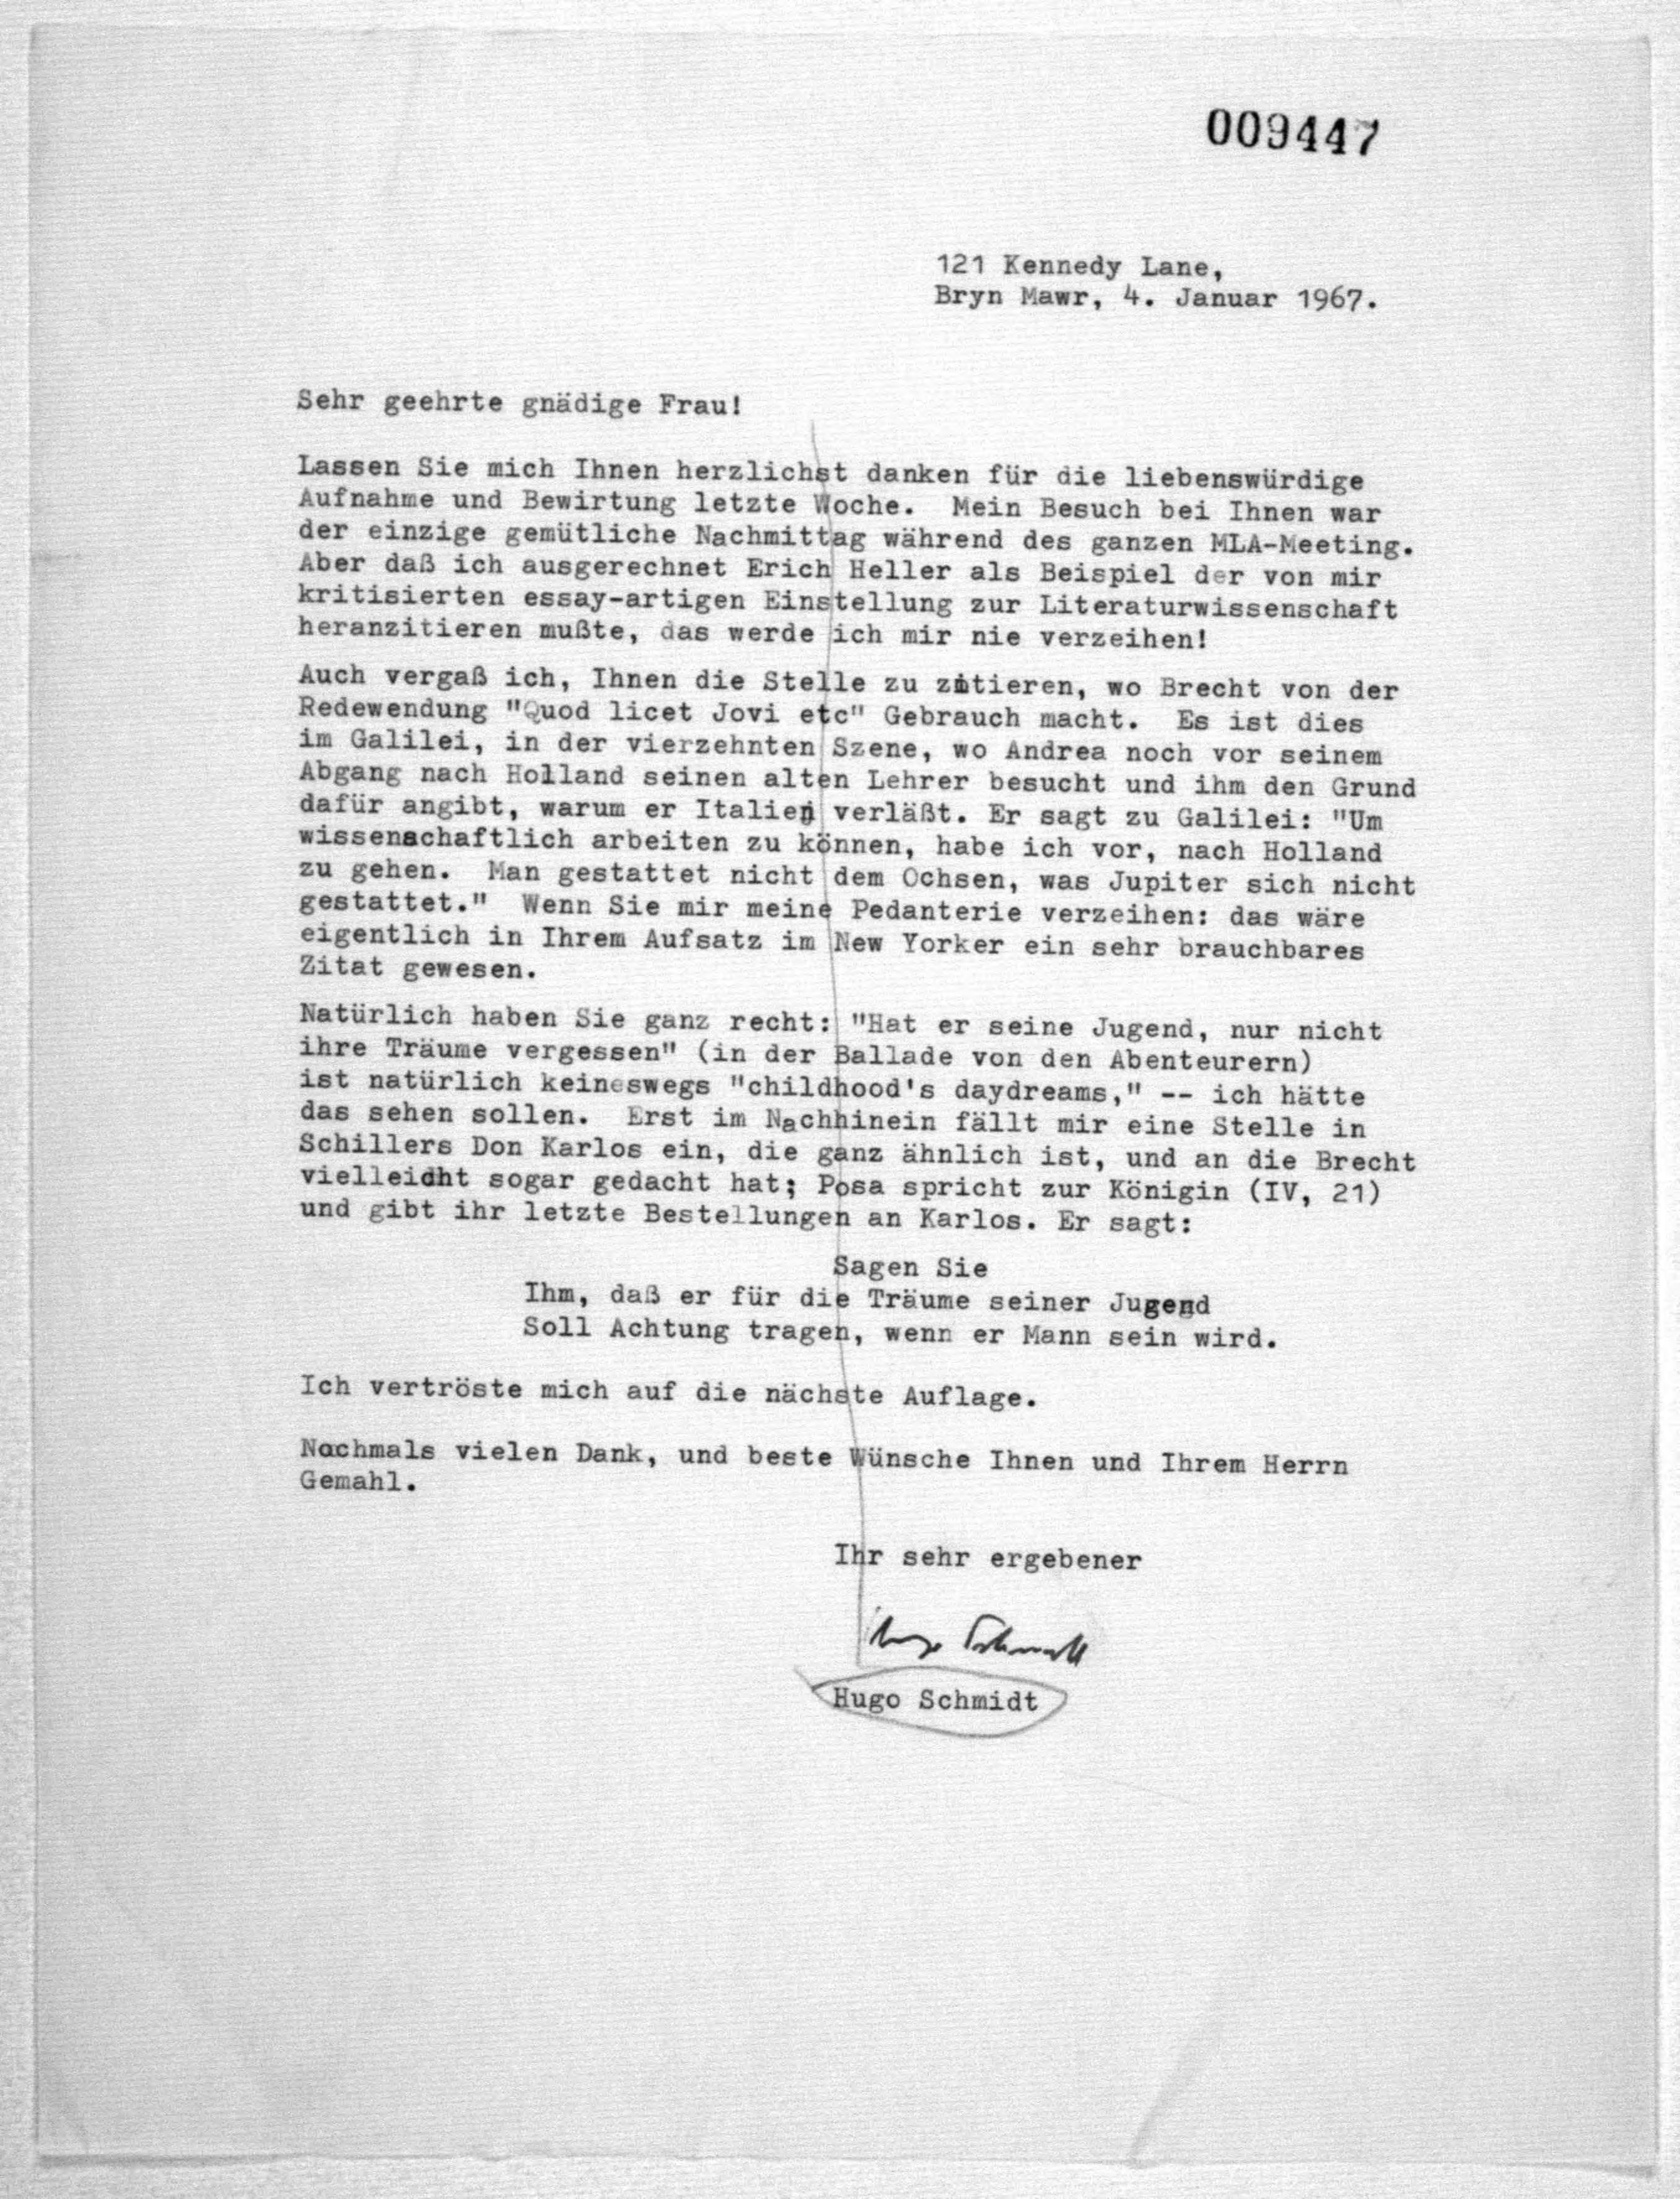 009447
121 Kennedy Lane,
Bryn Mawr, 4. Januar 1967.
Sehr geehrte gnädige Frau!
Lassen Sie mich Ihnen herzlichst danken für die liebenswürdige
Aufnahme und Bewirtung letzte Woche. Mein Besuch bei Ihnen war
der einzige gemütliche Nachmittag während des ganzen MLA-Meeting.
Aber daß ich ausgerechnet Erich Heller als Beispiel der von mir
kritisierten essay-artigen Einstellung zur Literaturwissenschaft
heranzitieren mußte, das werde ich mir nie verzeihen!
Auch vergaß ich, Ihnen die Stelle zu zitieren, wo Brecht von der
Redewendung "Quod licet Jovi etc" Gebrauch macht. Es ist dies
im Galilei, in der vierzehnten Szene, wo Andrea noch vor seinem
Abgang nach Holland seinen alten Lehrer besucht und ihm den Grund
dafür angibt, warum er Italien verläßt. Er sagt zu Galilei: "Um
wissenschaftlich arbeiten zu können, habe ich vor, nach Holland
zu gehen. Man gestattet nicht dem Ochsen, was Jupiter sich nicht
gestattet." Wenn Sie mir meine Pedanterie verzeihen: das wäre
eigentlich in Ihrem Aufsatz im New Yorker ein sehr brauchbares
Zitat gewesen.
Natürlich haben Sie ganz recht: "Hat er seine Jugend, nur nicht
ihre Träume vergessen" (in der Ballade von den Abenteurern)
ist natürlich keineswegs "childhood's daydreams," -- ich hätte
das sehen sollen. Erst im Nachhinein fällt mir eine Stelle in
Schillers Don Karlos ein, die ganz ähnlich ist, und an die Brecht
vielleicht sogar gedacht hat; Posa spricht zur Königin (IV, 21)
und gibt ihr letzte Bestellungen an Karlos. Er sagt:
Sagen Sie
Ihm, daß er für die Träume seiner Jugend
Soll Achtung tragen, wenn er Mann sein wird.
Ich vertröste mich auf die nächste Auflage.
Nochmals vielen Dank, und beste Wünsche Ihnen und Ihrem Herrn
Gemahl.
Ihr sehr ergebener
Hugo Schmidt
Hugo Schmidt